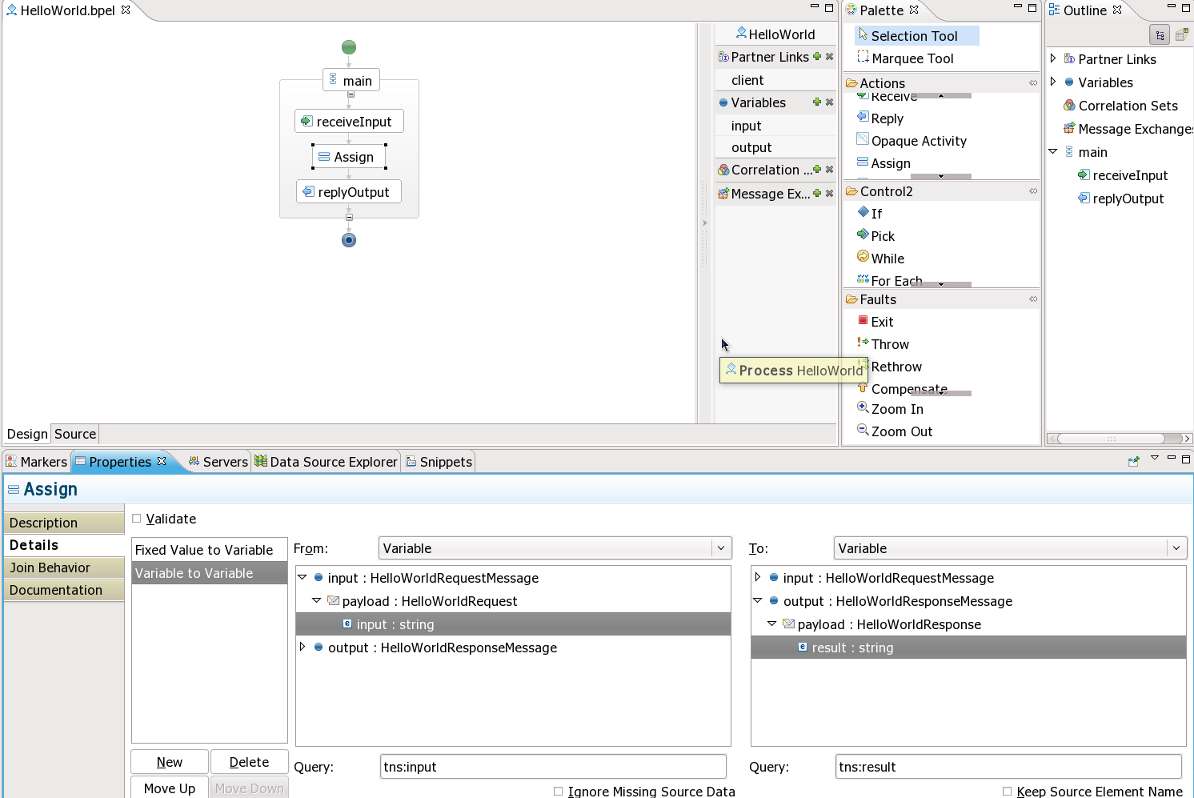 HelloWorld.bpel
main
receiveInput
Assign
replyOutput
Design Source
HelloWorld
Partner Links
client
Variables
input
output
Correlation ...
Message Ex...
Process HelloWorld
Palette
Selection Tool
Marquee Tool
Actions
Receive
Reply
Opaque Activity
Assign
Control2
If
Pick
While
For Each
Faults
Exit
Throw
Rethrow
Compensate
Zoom In
Zoom Out
Outline
Partner Links
Variables
Correlation Sets
Message Exchanges
main
receiveInput
replyOutput
Markers Properties Servers Data Source Explorer Snippets
Assign
Description
Details
Join Behavior
Documentation
Validate
Fixed Value to Variable
Variable to Variable
New Delete
Move Up Move Down
From: Variable
input : HelloWorldRequestMessage
payload : HelloWorldRequest
input : string
output : HelloWorldResponseMessage
Query: tns:input
Ignore Missing Source Data
To: Variable
input : HelloWorldRequestMessage
output : HelloWorldResponseMessage
payload : HelloWorldResponse
result : string
Query: tns:result
Keep Source Element Name